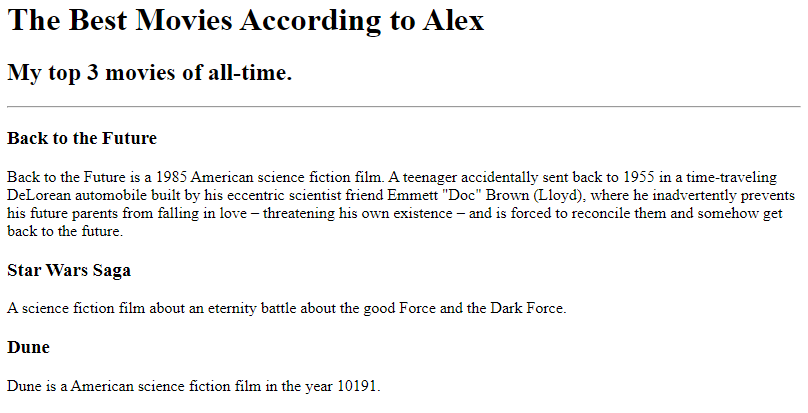 The Best Movies According to Alex
My top 3 movies of all-time.
Back to the Future
Back to the Future is a 1985 American science fiction film. A teenager accidentally sent back to 1955 in a time-traveling
DeLorean automobile built by his eccentric scientist friend Emmett "Doc" Brown (Lloyd), where he inadvertently prevents
his future parents from falling in love – threatening his own existence – and is forced to reconcile them and somehow get
back to the future.
Star Wars Saga
A science fiction film about an eternity battle about the good Force and the Dark Force.
Dune
Dune is a American science fiction film in the year 10191.